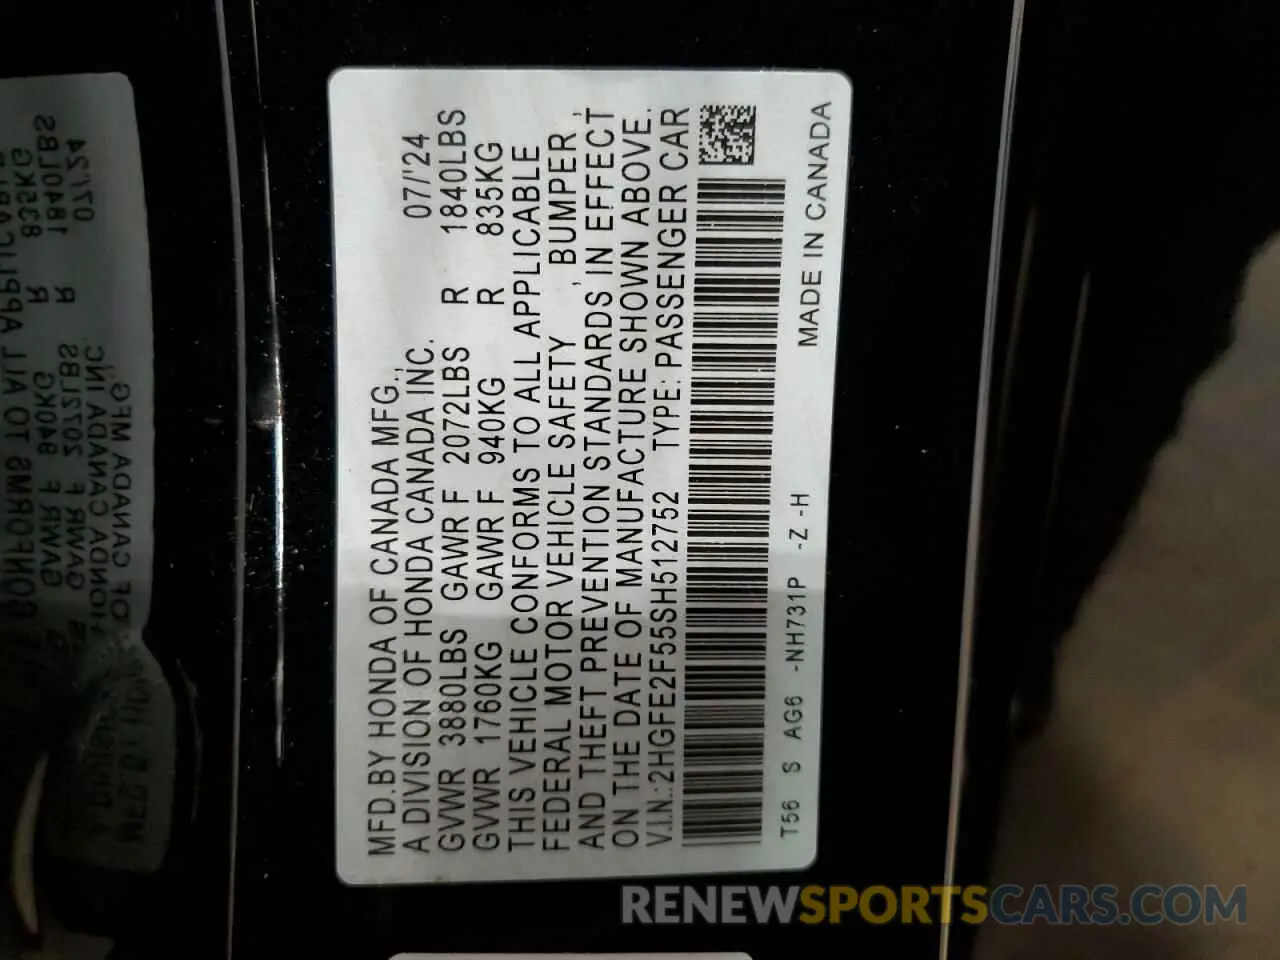 MFD.BY HONDA OF CANADA MFG.,
A DIVISION OF HONDA CANADA INC. 07/'24
GVWR 3880LBS GAWR F 2072LBS R 1840LBS
GVWR 1760KG GAWR F 940KG R 835KG
THIS VEHICLE CONFORMS TO ALL APPLICABLE
FEDERAL MOTOR VEHICLE SAFETY , BUMPER ,
AND THEFT PREVENTION STANDARDS IN EFFECT
ON THE DATE OF MANUFACTURE SHOWN ABOVE.
V.I.N.:2HGFE2F55SH512752 TYPE: PASSENGER CAR
T56 S AG6 -NH731P -Z -H MADE IN CANADA
RENEWSPORTSCARS.COM